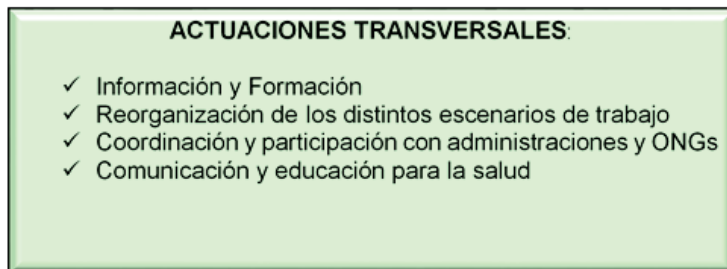 ACTUACIONES TRANSVERSALES:
✓ Información y Formación
✓ Reorganización de los distintos escenarios de trabajo
✓ Coordinación y participación con administraciones y ONGs
✓ Comunicación y educación para la salud